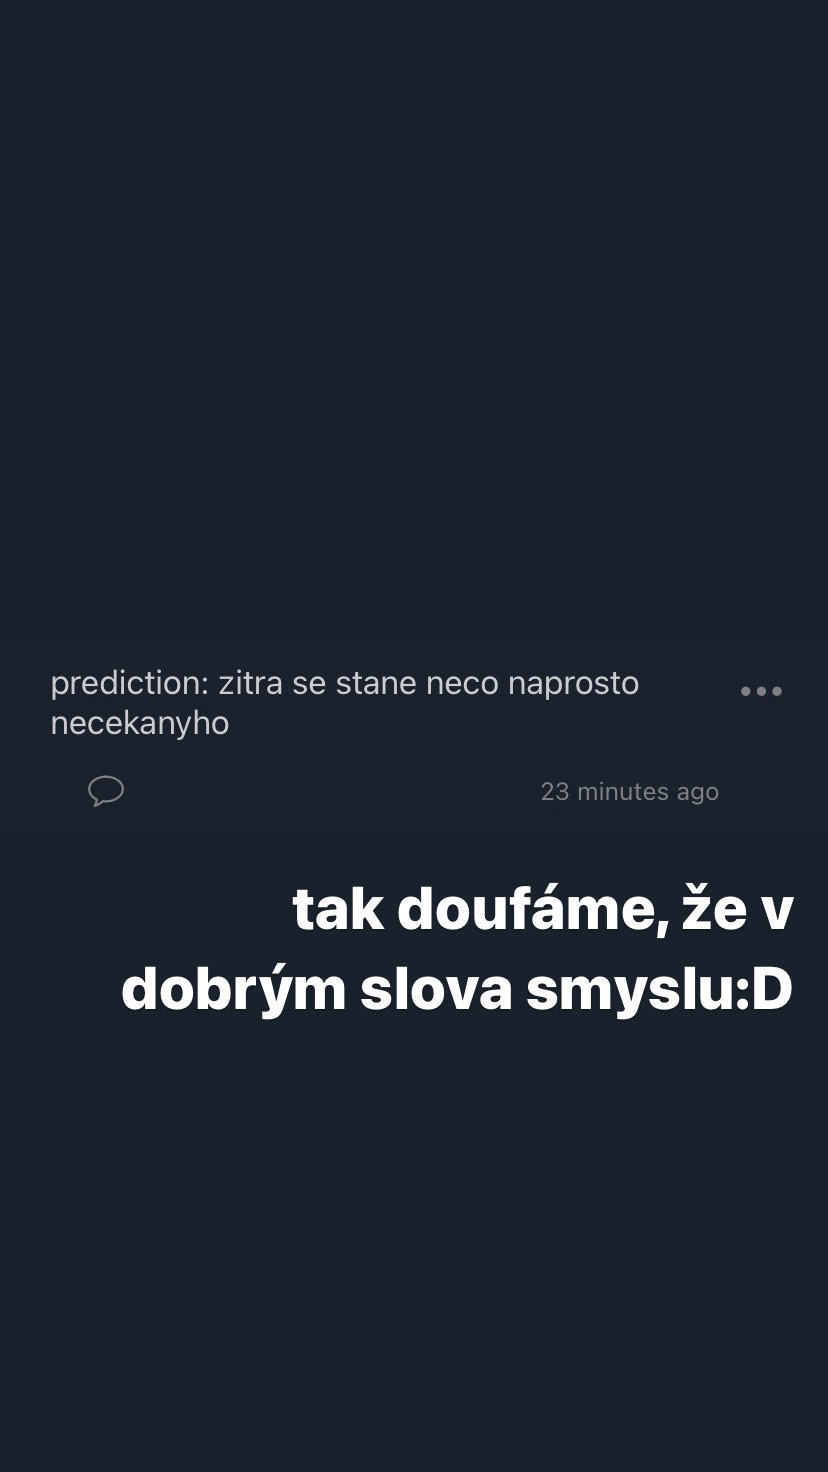 prediction: zitra se stane neco naprosto
necekanyho
23 minutes ago
tak doufáme, že v
dobrým slova smyslu:D